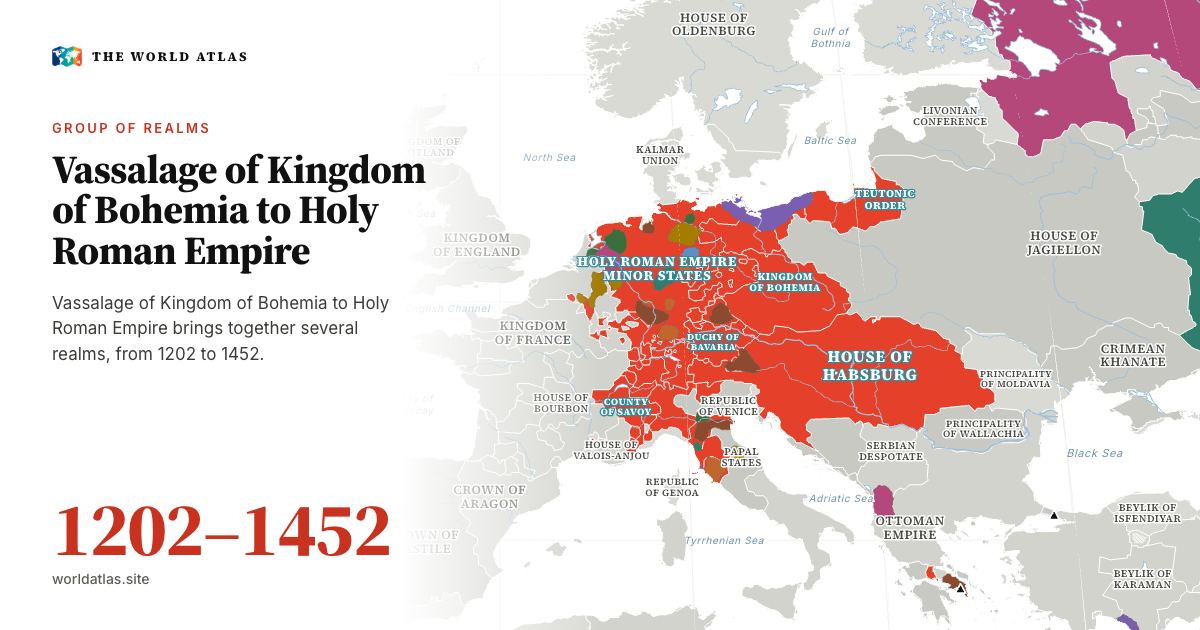 THE WORLD ATLAS
GROUP OF REALMS
Vassalage of Kingdom
of Bohemia to Holy
Roman Empire
Vassalage of Kingdom of Bohemia to Holy
Roman Empire brings together several
realms, from 1202 to 1452.
1202–1452
worldatlas.site
HOUSE OF
OLDENBURG
Gulf of
Bothnia
LIVONIAN
CONFERENCE
Baltic Sea
KALMAR
UNION
North Sea
TEUTONIC
ORDER
KINGDOM
OF ENGLAND
HOUSE OF
JAGIELLON
HOLY ROMAN EMPIRE
MINOR STATES
KINGDOM
OF BOHEMIA
English Channel
KINGDOM
OF FRANCE
DUCHY OF
BAVARIA
HOUSE OF
HABSBURG
CRIMEAN
KHANATE
PRINCIPALITY
OF MOLDAVIA
HOUSE OF
BOURBON
COUNTY
OF SAVOY
REPUBLIC
OF VENICE
PRINCIPALITY
OF WALLACHIA
HOUSE OF
VALOIS-ANJOU
PAPAL
STATES
SERBIAN
DESPOTATE
Black Sea
REPUBLIC
OF GENOA
CROWN OF
ARAGON
Adriatic Sea
OTTOMAN
EMPIRE
BEYLIK OF
ISFENDIYAR
Tyrrhenian Sea
BEYLIK OF
KARAMAN